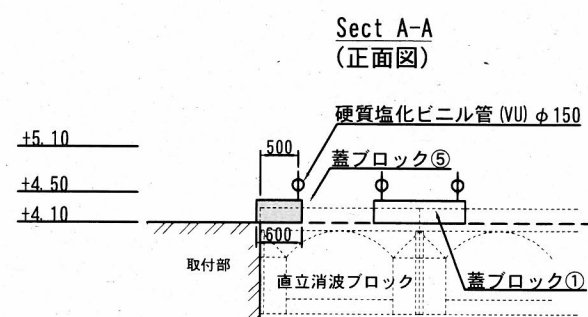 Sect A-A
(正面図)
硬質塩化ビニル管(VU)φ150
+5.10
500
蓋ブロック⑤
+4.50
+4.10
600
取付部
直立消波ブロック
蓋ブロック①